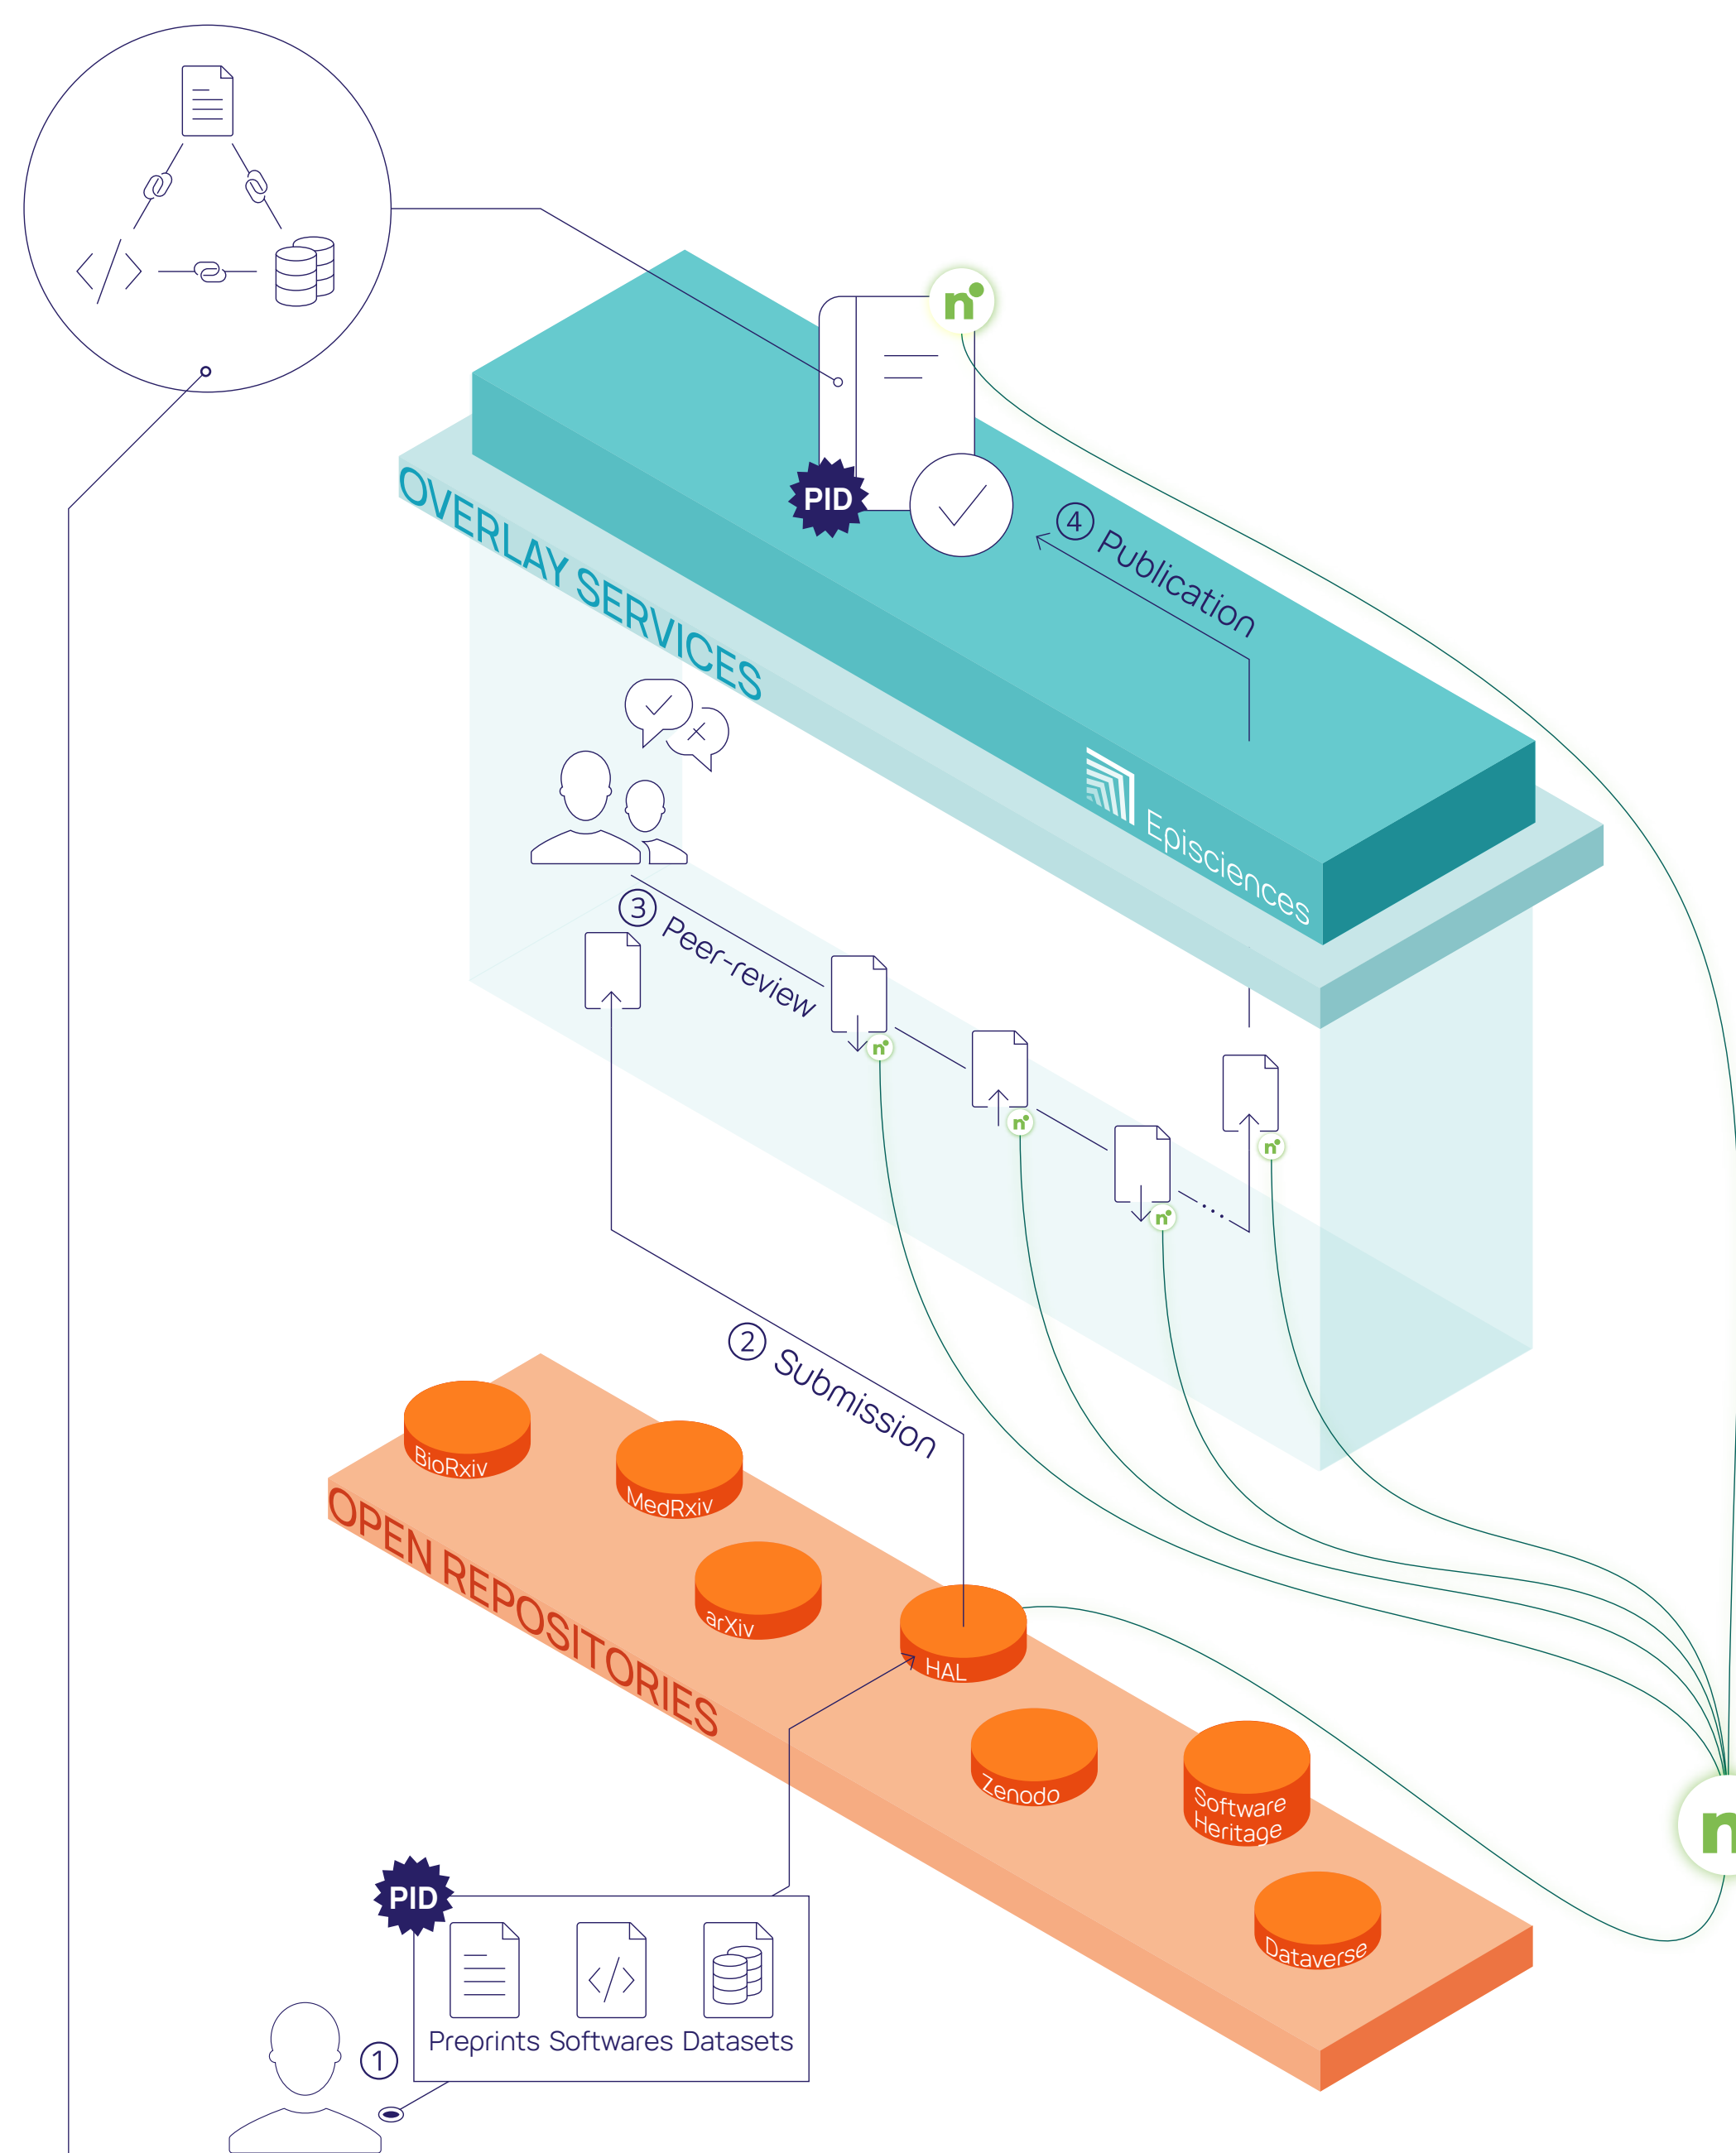 n
PID
OVERLAY SERVICES
4 Publication
Episciences
3 Peer-review
n
n
n
n
2 Submission
BioRxiv
MedRxiv
OPEN REPOSITORIES
arXiv
HAL
Zenodo
Software
Heritage
n
Dataverse
PID
Preprints Softwares Datasets
1